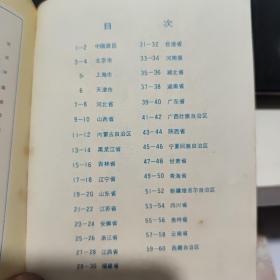 目 次
1—2 中国政区
3—4 北京市
5 上海市
6 天津市
7—8 河北省
9—10 山西省
11—12 内蒙古自治区
13—14 黑龙江省
15—16 吉林省
17—18 辽宁省
19—20 山东省
21—22 江苏省
23—24 安徽省
25—26 浙江省
27—28 江西省
29—30 福建省
31—32 台湾省
33—34 河南省
35—36 湖北省
37—38 湖南省
39—40 广东省
41—42 广西壮族自治区
43—44 陕西省
45—46 宁夏回族自治区
47—48 甘肃省
49—50 青海省
51—52 新疆维吾尔自治区
53—54 四川省
55—56 贵州省
57—58 云南省
59—60 西藏自治区